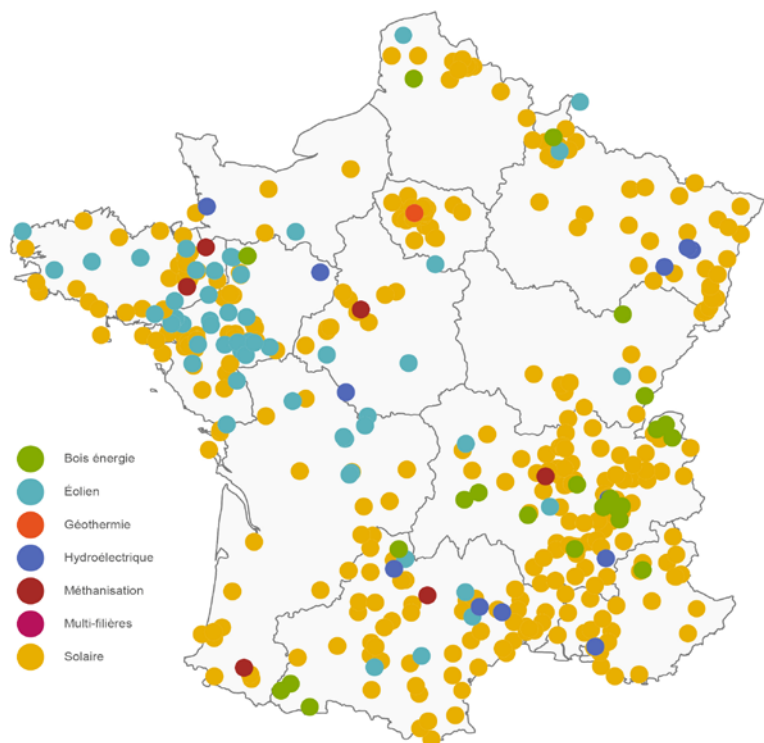 Bois énergie
Éolien
Géothermie
Hydroélectrique
Méthanisation
Multi-filières
Solaire